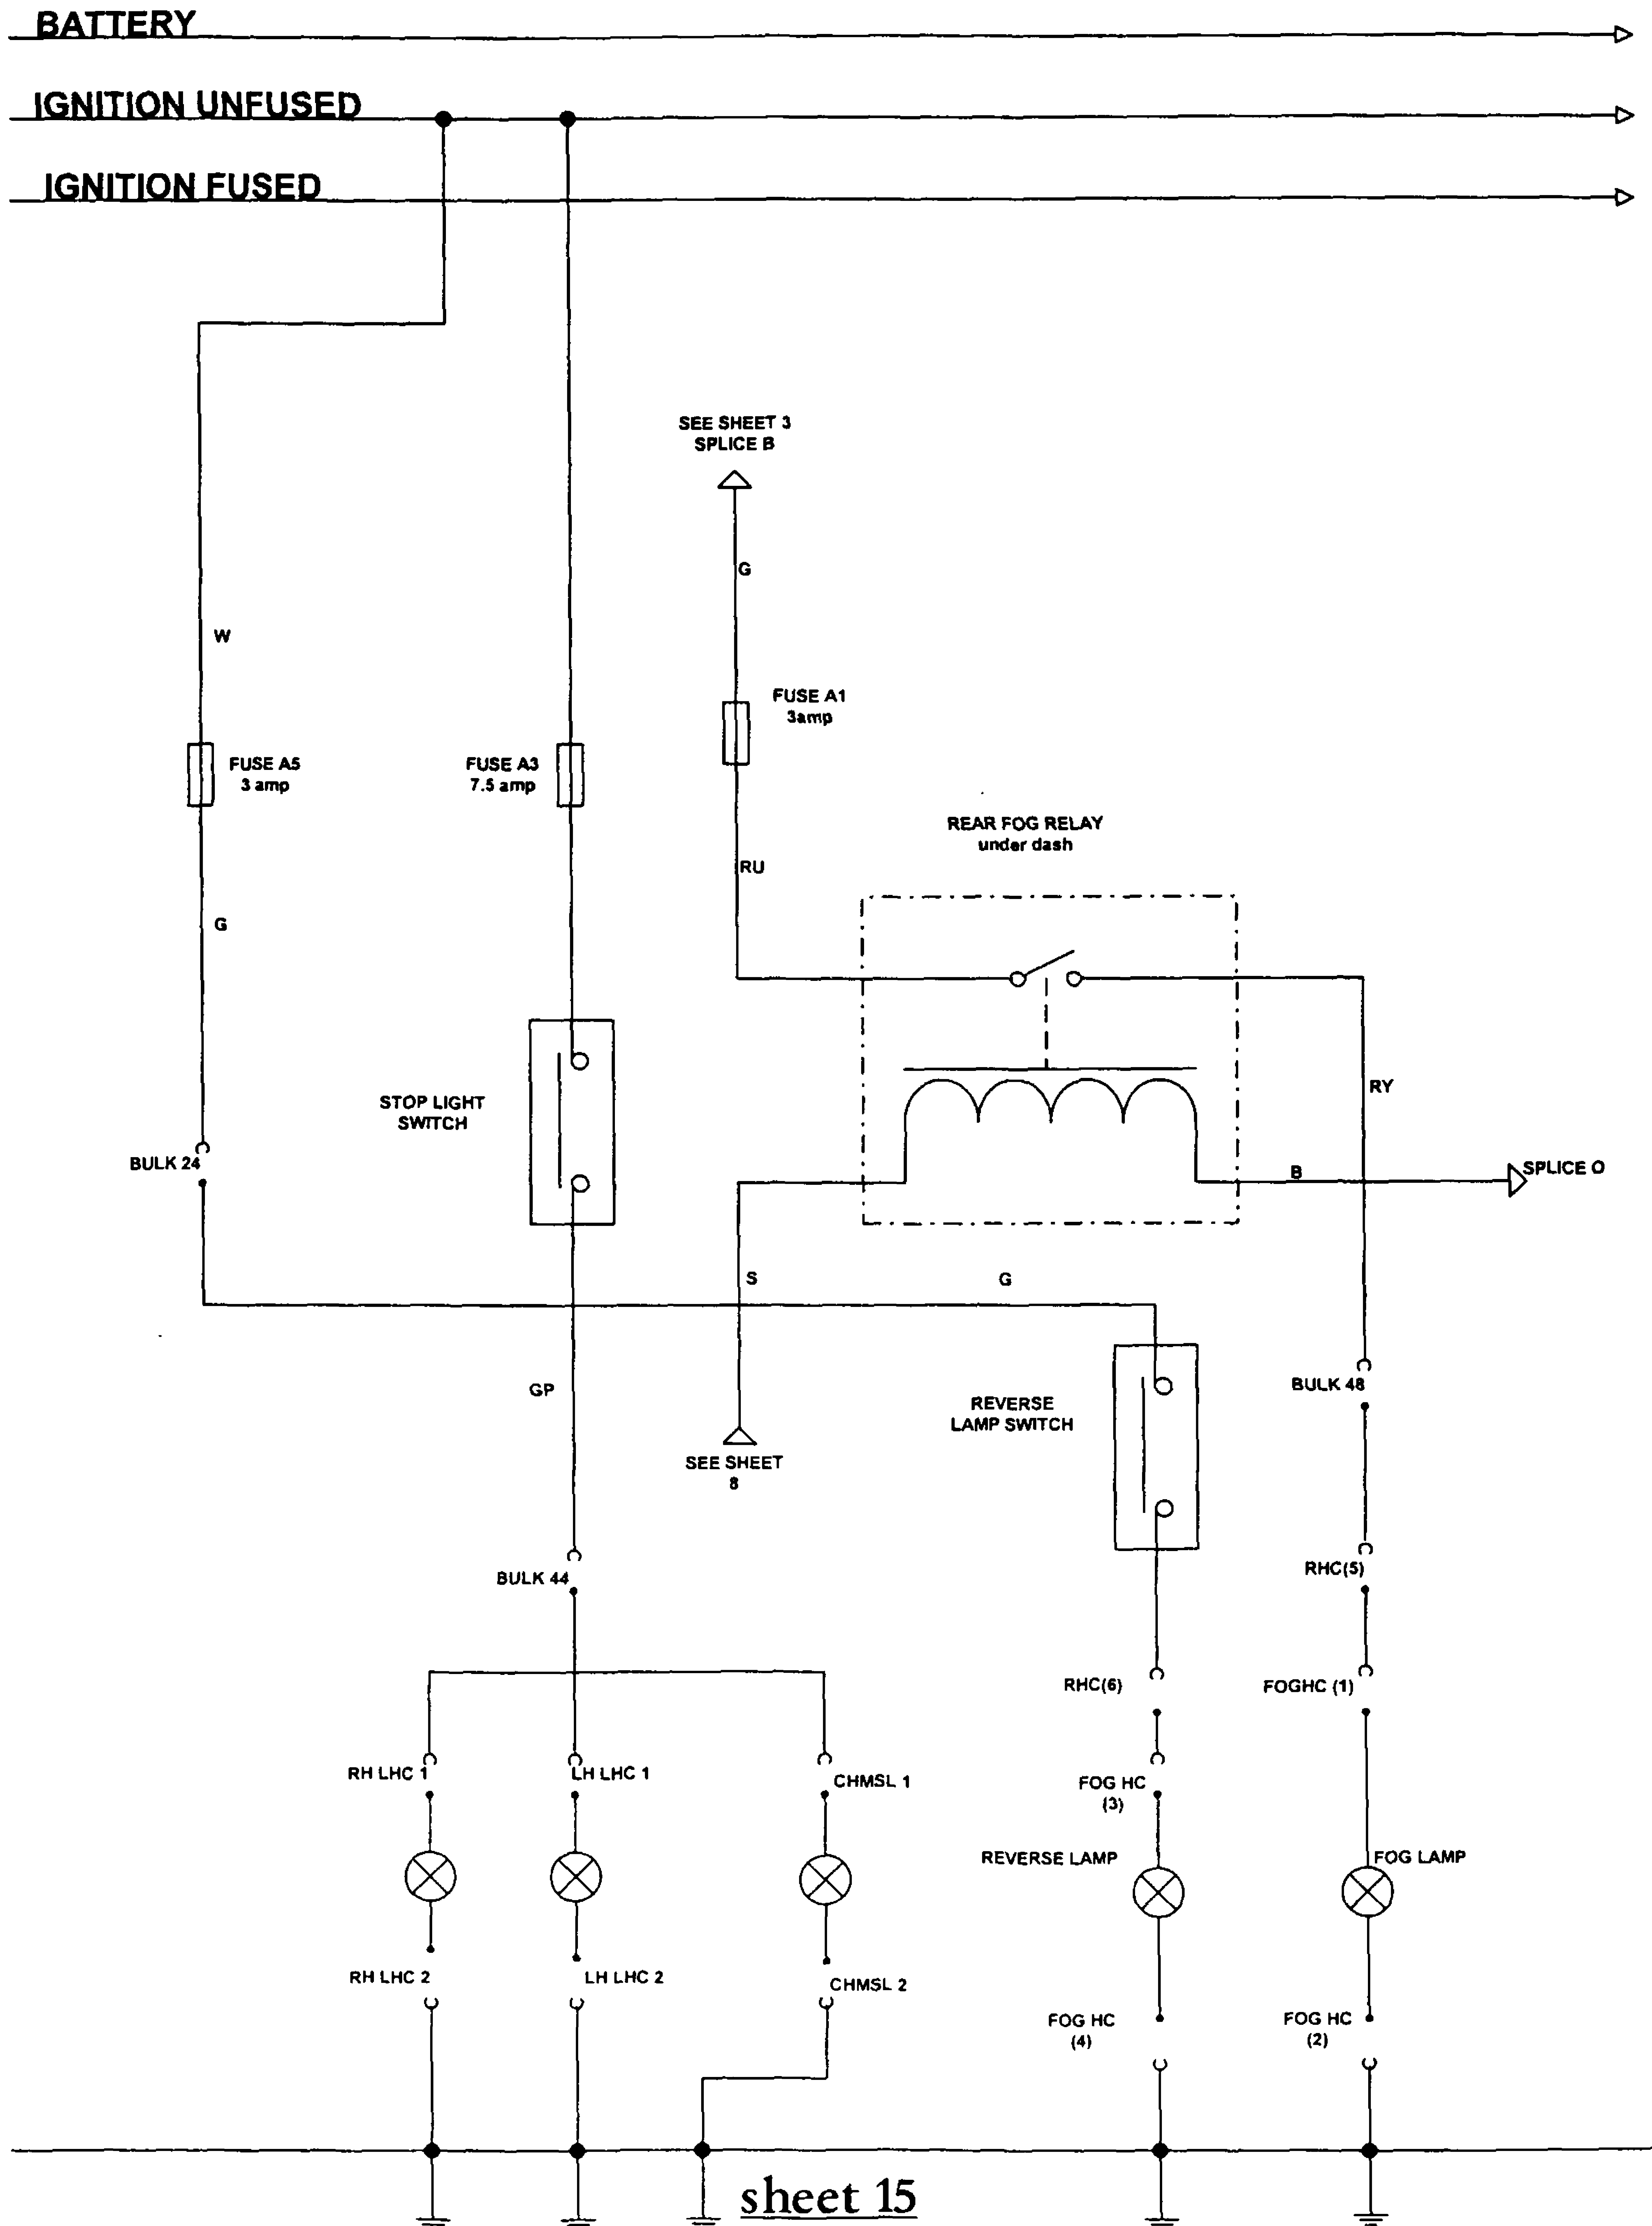 BATTERY
IGNITION UNFUSED
IGNITION FUSED
SEE SHEET 3
SPLICE B
G
W
FUSE A1
3amp
FUSE A5
3 amp
FUSE A3
7.5 amp
REAR FOG RELAY
under dash
RU
G
STOP LIGHT
SWITCH
RY
BULK 24
B
SPLICE O
S
G
GP
REVERSE
LAMP SWITCH
BULK 48
SEE SHEET
8
BULK 44
RHC(5)
RHC(6)
FOGHC (1)
RH LHC 1
LH LHC 1
CHMSL 1
FOG HC
(3)
REVERSE LAMP
FOG LAMP
RH LHC 2
LH LHC 2
CHMSL 2
FOG HC
(4)
FOG HC
(2)
sheet 15